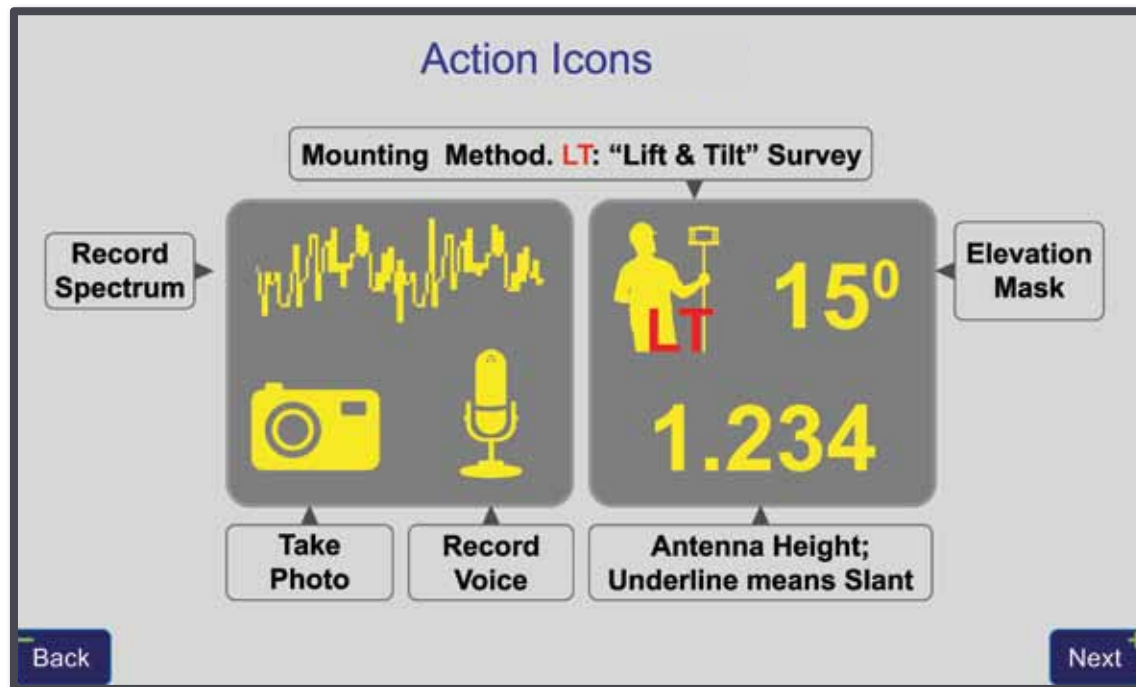 Action Icons
Mounting Method. LT: “Lift & Tilt” Survey
Record
Spectrum
LT
15⁰
Elevation
Mask
1.234
Take
Photo
Record
Voice
Antenna Height;
Underline means Slant
Back
Next